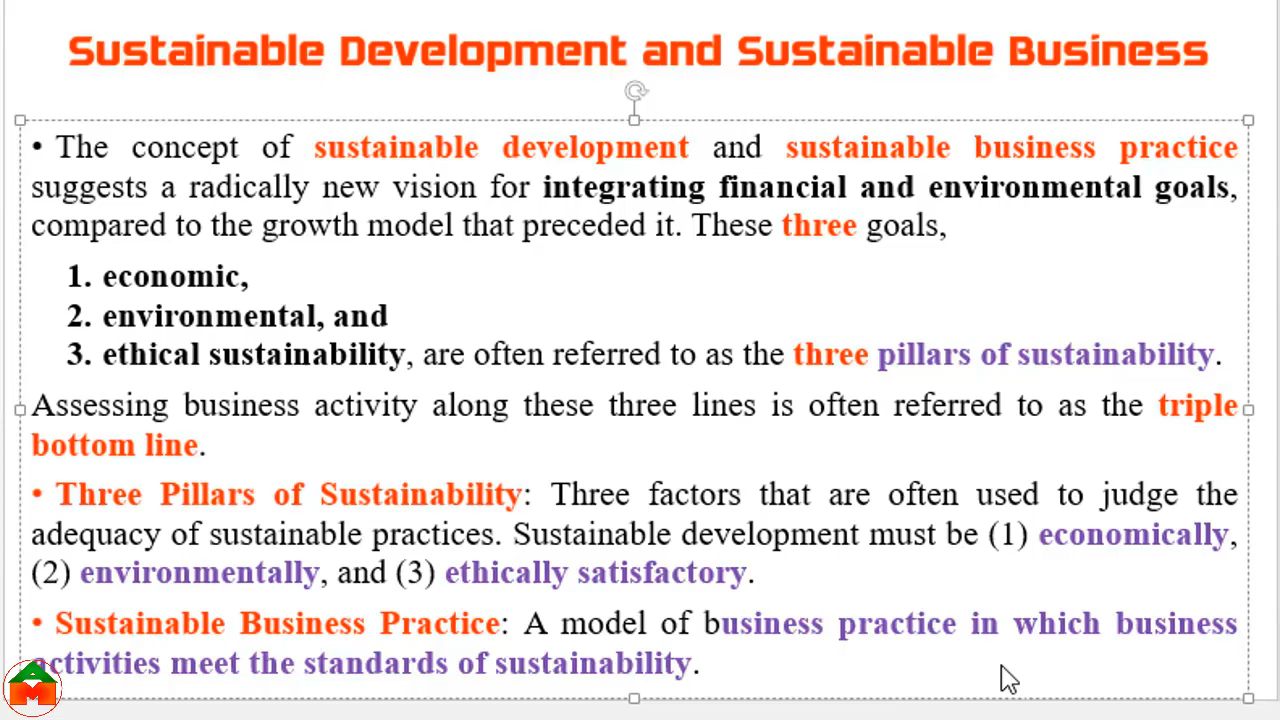 Sustainable Development and Sustainable Business
• The concept of sustainable development and sustainable business practice
suggests a radically new vision for integrating financial and environmental goals,
compared to the growth model that preceded it. These three goals,
1. economic,
2. environmental, and
3. ethical sustainability, are often referred to as the three pillars of sustainability.
Assessing business activity along these three lines is often referred to as the triple
bottom line.
• Three Pillars of Sustainability: Three factors that are often used to judge the
adequacy of sustainable practices. Sustainable development must be (1) economically,
(2) environmentally, and (3) ethically satisfactory.
• Sustainable Business Practice: A model of business practice in which business
activities meet the standards of sustainability.